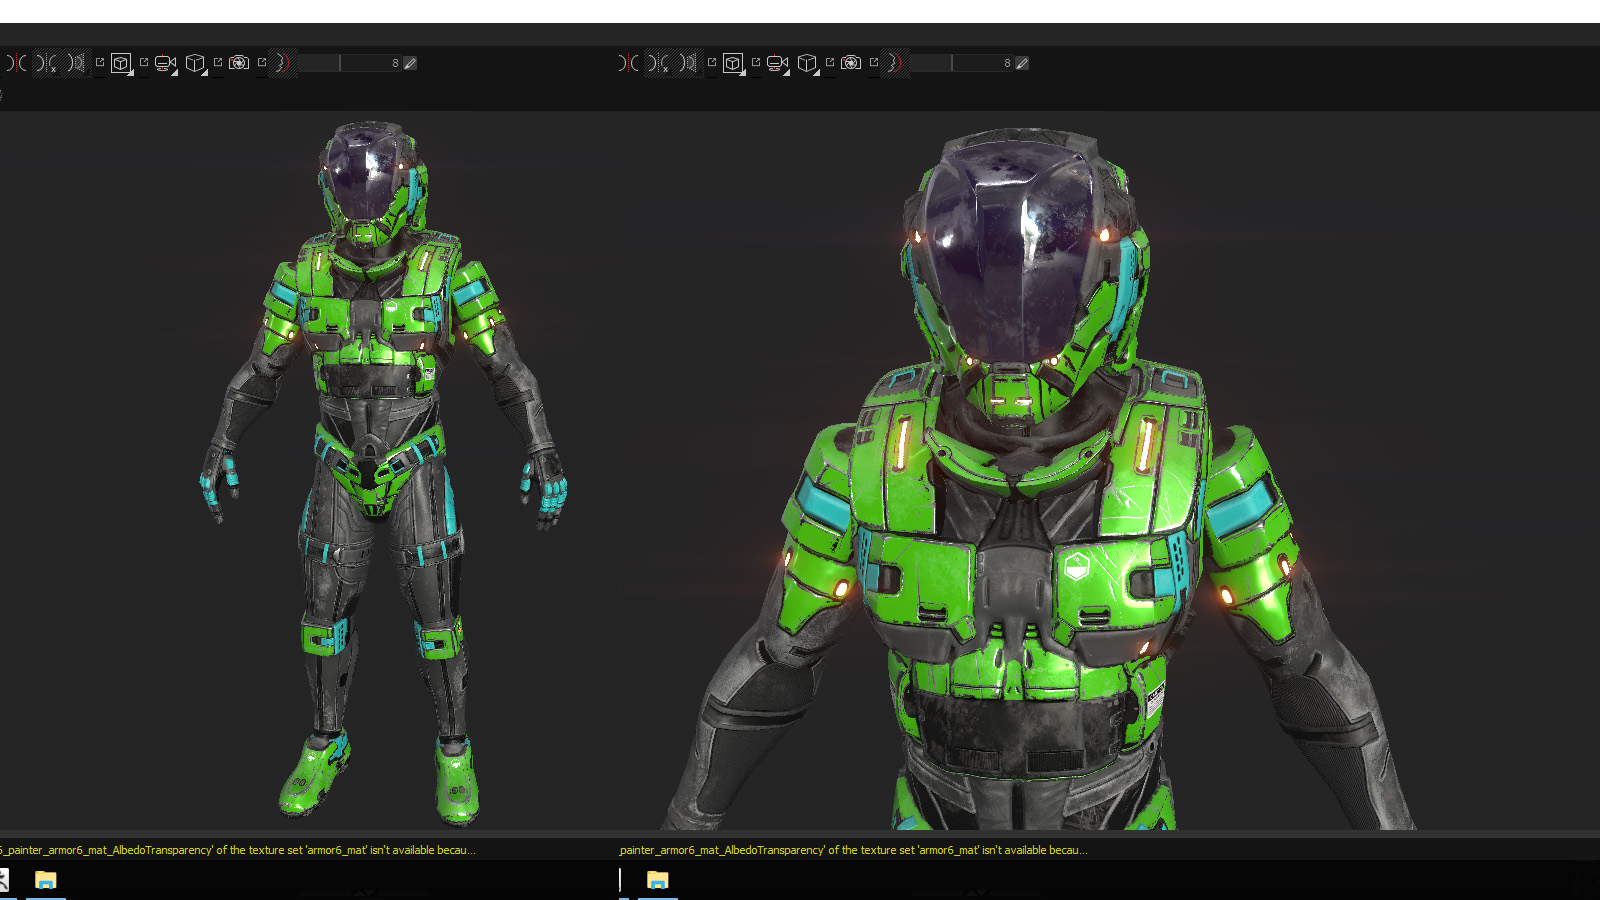 8
8
_painter_armor6_mat_AlbedoTransparency' of the texture set 'armor6_mat' isn't available becau...
painter_armor6_mat_AlbedoTransparency' of the texture set 'armor6_mat' isn't available becau...